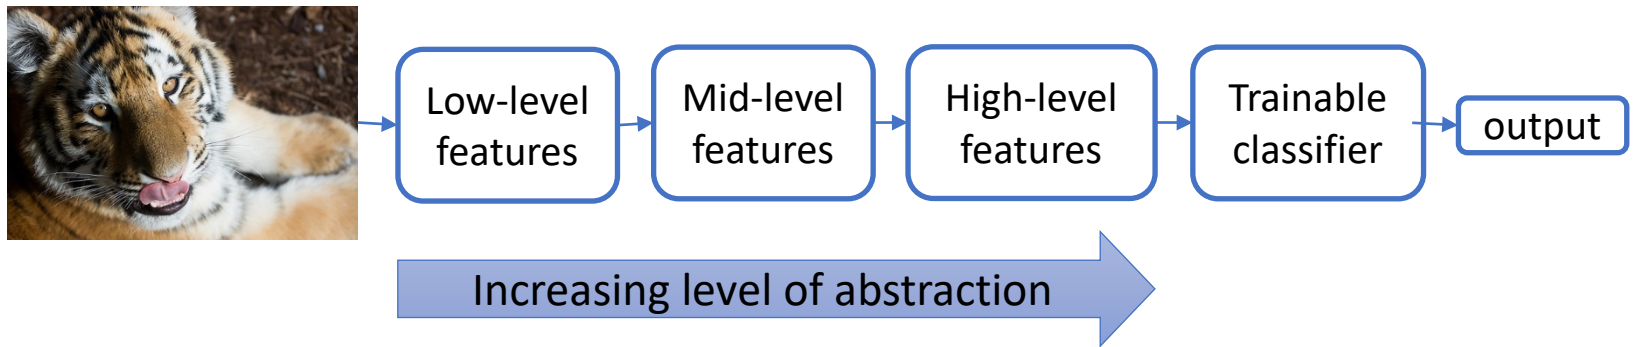 Low-level
features
Mid-level
features
High-level
features
Trainable
classifier
output
Increasing level of abstraction